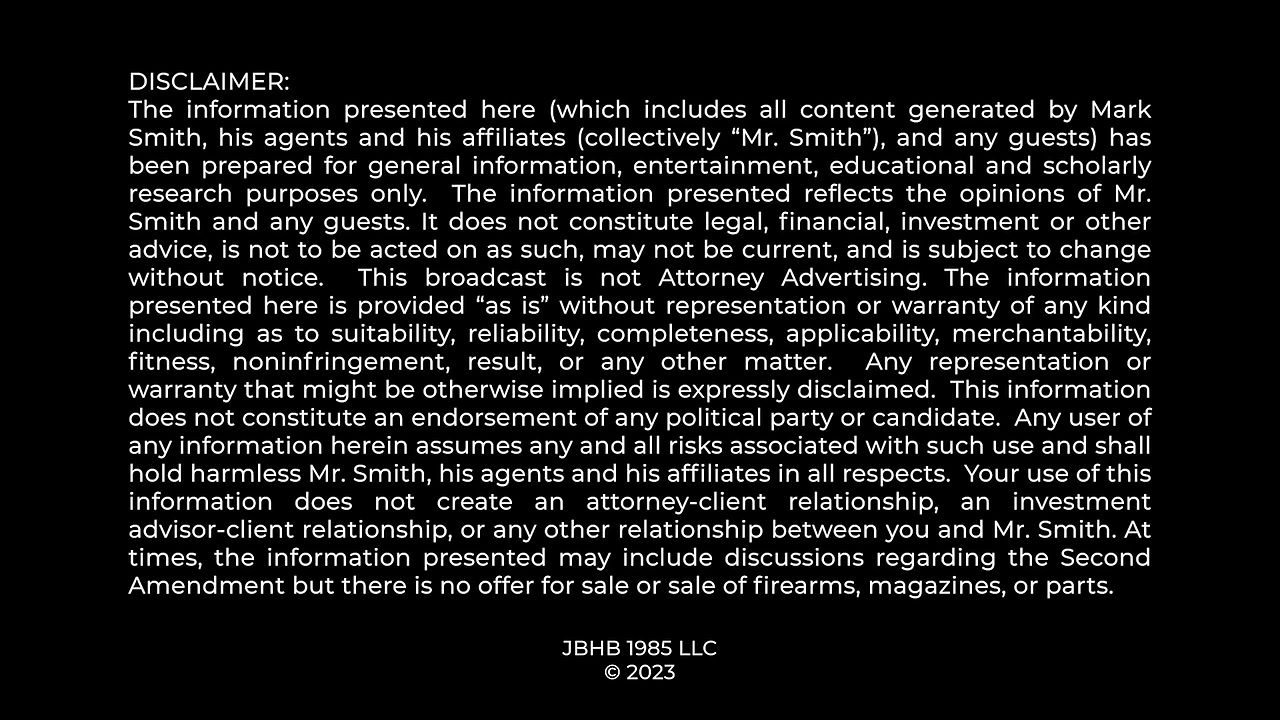 DISCLAIMER:
The information presented here (which includes all content generated by Mark
Smith, his agents and his affiliates (collectively “Mr. Smith”), and any guests) has
been prepared for general information, entertainment, educational and scholarly
research purposes only.  The information presented reflects the opinions of Mr.
Smith and any guests. It does not constitute legal, financial, investment or other
advice, is not to be acted on as such, may not be current, and is subject to change
without notice.  This broadcast is not Attorney Advertising. The information
presented here is provided “as is” without representation or warranty of any kind
including as to suitability, reliability, completeness, applicability, merchantability,
fitness, noninfringement, result, or any other matter.  Any representation or
warranty that might be otherwise implied is expressly disclaimed.  This information
does not constitute an endorsement of any political party or candidate.  Any user of
any information herein assumes any and all risks associated with such use and shall
hold harmless Mr. Smith, his agents and his affiliates in all respects.  Your use of this
information does not create an attorney-client relationship, an investment
advisor-client relationship, or any other relationship between you and Mr. Smith. At
times, the information presented may include discussions regarding the Second
Amendment but there is no offer for sale or sale of firearms, magazines, or parts.
JBHB 1985 LLC
© 2023